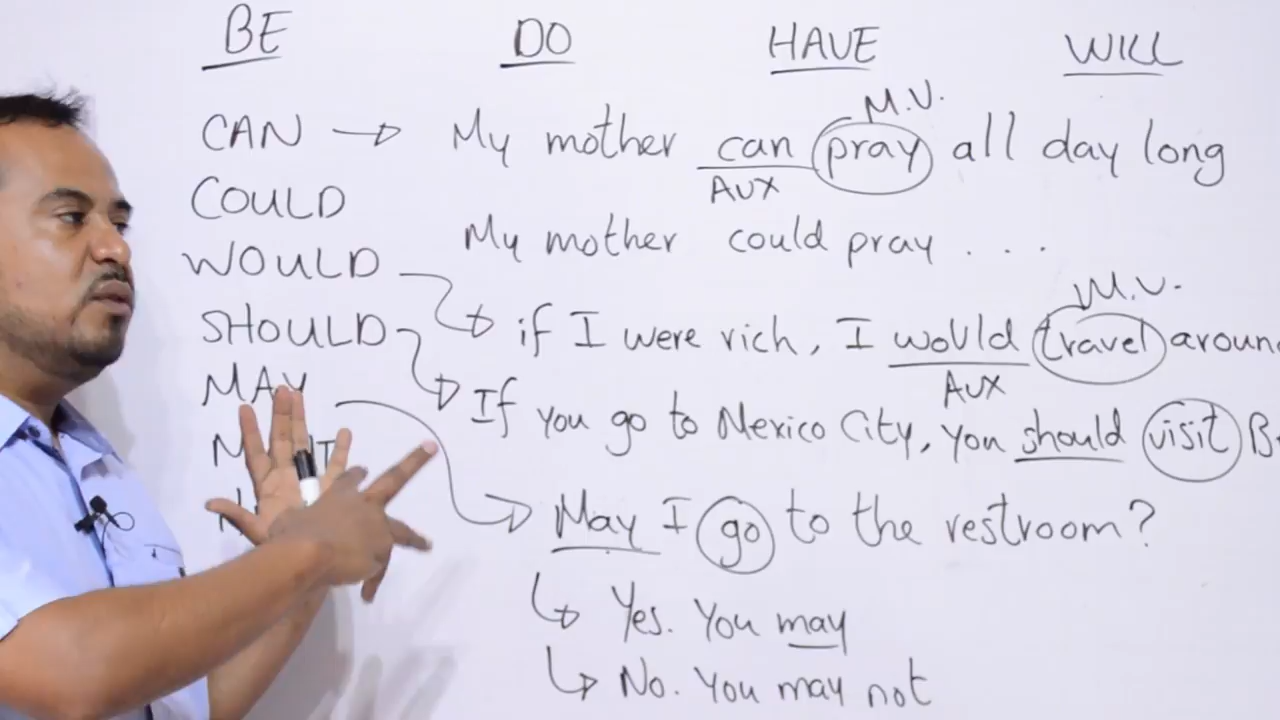 BE DO HAVE WILL
M.V.
CAN → My mother can pray all day long
AUX
COULD
My mother could pray ...
WOULD
M.V.
if I were rich, I would travel
AUX
SHOULD
If you go to Mexico City, you should visit
MAY
May I go to the restroom?
Yes. You may
No. You may not